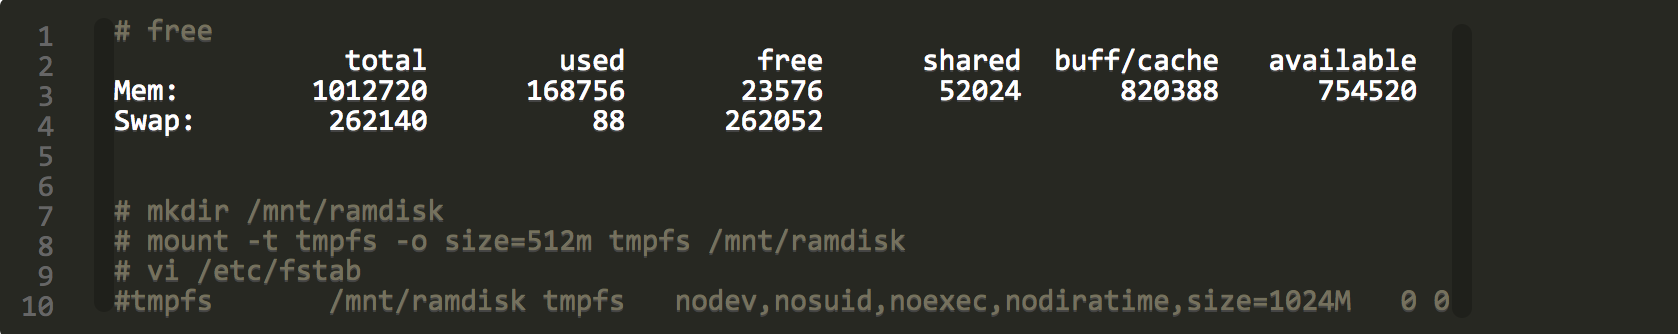 1 # free
2 total used free shared buff/cache available
3 Mem: 1012720 168756 23576 52024 820388 754520
4 Swap: 262140 88 262052
5
6
7 # mkdir /mnt/ramdisk
8 # mount -t tmpfs -o size=512m tmpfs /mnt/ramdisk
9 # vi /etc/fstab
10 #tmpfs /mnt/ramdisk tmpfs nodev,nosuid,noexec,nodiratime,size=1024M 0 0